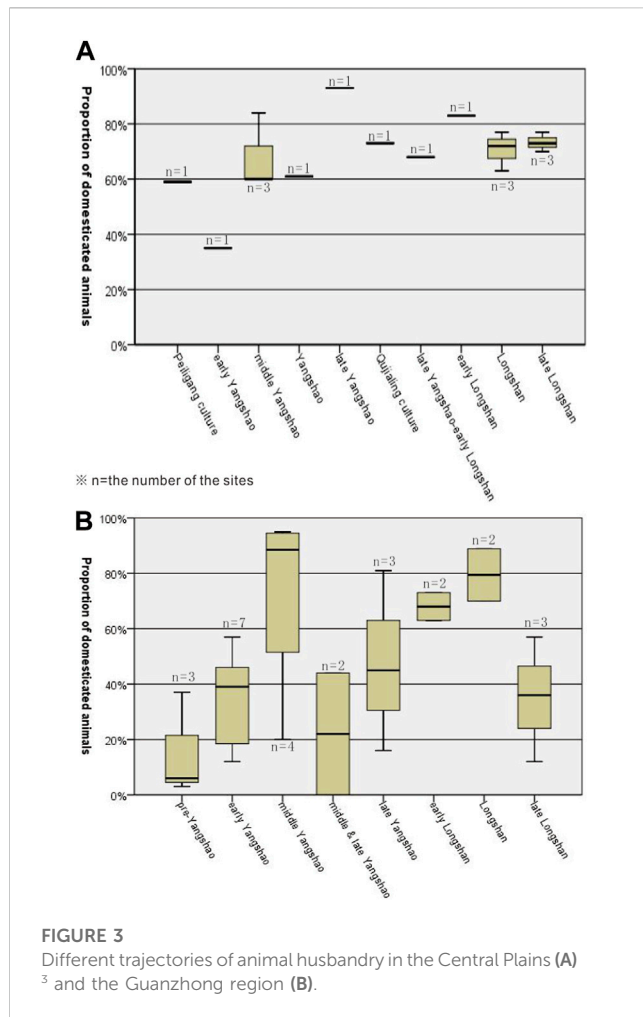 A
100%
80%
60%
40%
20%
0%
Proportion of domesticated animals
n=1
n=1
n=3
n=1
n=1
n=1
n=1
n=1
n=3
n=3
Peiligang culture
early Yangshao
middle Yangshao
Yangshao
late Yangshao
Qujialing culture
late Yangshao-early Longshan
early Longshan
Longshan
late Longshan
※ n=the number of the sites
B
100%
80%
60%
40%
20%
0%
Proportion of domesticated animals
n=3
n=7
n=4
n=2
n=3
n=2
n=2
n=3
pre-Yangshao
early Yangshao
middle Yangshao
middle & late Yangshao
late Yangshao
early Longshan
Longshan
late Longshan
FIGURE 3
Different trajectories of animal husbandry in the Central Plains (A)
3 and the Guanzhong region (B).